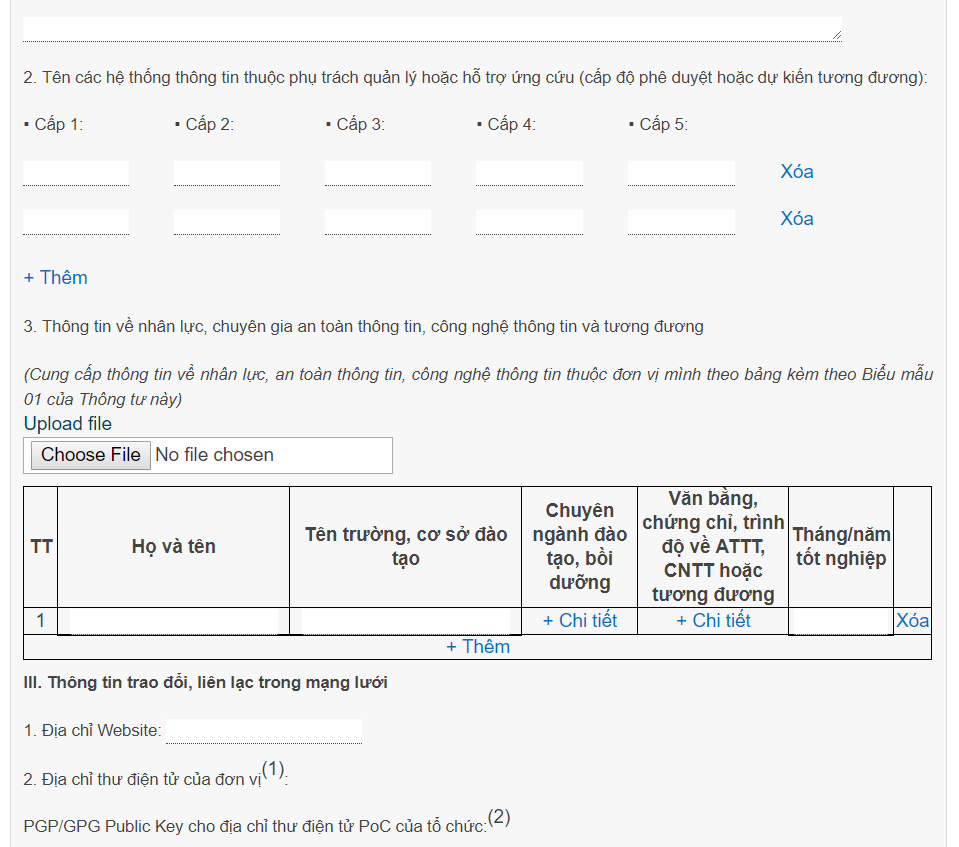 2. Tên các hệ thống thông tin thuộc phụ trách quản lý hoặc hỗ trợ ứng cứu (cấp độ phê duyệt hoặc dự kiến tương đương):
▪ Cấp 1: ▪ Cấp 2: ▪ Cấp 3: ▪ Cấp 4: ▪ Cấp 5:
Xóa
Xóa
+ Thêm
3. Thông tin về nhân lực, chuyên gia an toàn thông tin, công nghệ thông tin và tương đương
(Cung cấp thông tin về nhân lực, an toàn thông tin, công nghệ thông tin thuộc đơn vị mình theo bảng kèm theo Biểu mẫu
01 của Thông tư này)
Upload file
Choose File No file chosen
TT
Họ và tên
Tên trường, cơ sở đào
tạo
Chuyên
ngành đào
tạo, bồi
dưỡng
Văn bằng,
chứng chỉ, trình
độ về ATTT,
CNTT hoặc
tương đương
Tháng/năm
tốt nghiệp
1 + Chi tiết + Chi tiết Xóa
+ Thêm
III. Thông tin trao đổi, liên lạc trong mạng lưới
1. Địa chỉ Website:
2. Địa chỉ thư điện tử của đơn vị(1):
PGP/GPG Public Key cho địa chỉ thư điện tử PoC của tổ chức:(2)